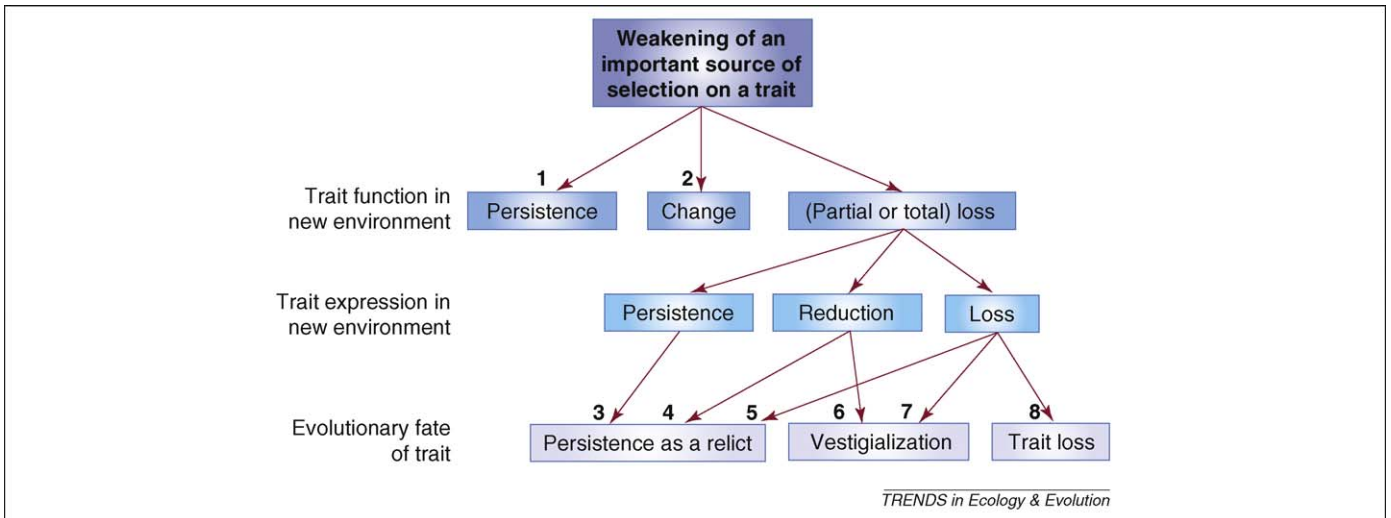 Weakening of an
important source of
selection on a trait
1
2
Trait function in
new environment
Persistence
Change
(Partial or total) loss
Trait expression in
new environment
Persistence
Reduction
Loss
3
4
5
6
7
8
Evolutionary fate
of trait
Persistence as a relict
Vestigialization
Trait loss
TRENDS in Ecology & Evolution